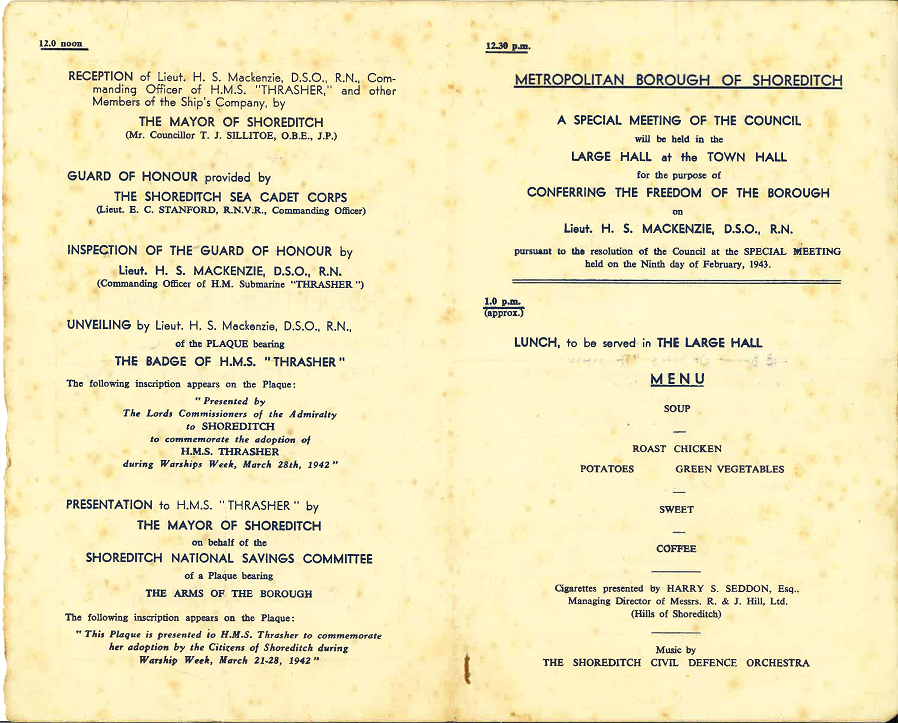 12.0 noon
RECEPTION of Lieut. H. S. Mackenzie, D.S.O., R.N., Com-
manding Officer of H.M.S. "THRASHER," and other
Members of the Ship's Company, by
THE MAYOR OF SHOREDITCH
(Mr. Councillor T. J. SILLITOE, O.B.E., J.P.)
GUARD OF HONOUR provided by
THE SHOREDITCH SEA CADET CORPS
(Lieut. E. C. STANFORD, R.N.V.R., Commanding Officer)
INSPECTION OF THE GUARD OF HONOUR by
Lieut. H. S. MACKENZIE, D.S.O., R.N.
(Commanding Officer of H.M. Submarine "THRASHER")
UNVEILING by Lieut. H. S. Mackenzie, D.S.O., R.N.,
of the PLAQUE bearing
THE BADGE OF H.M.S. "THRASHER"
The following inscription appears on the Plaque:
"Presented by
The Lords Commissioners of the Admiralty
to SHOREDITCH
to commemorate the adoption of
H.M.S. THRASHER
during Warships Week, March 28th, 1942"
PRESENTATION to H.M.S. "THRASHER" by
THE MAYOR OF SHOREDITCH
on behalf of the
SHOREDITCH NATIONAL SAVINGS COMMITTEE
of a Plaque bearing
THE ARMS OF THE BOROUGH
The following inscription appears on the Plaque:
"This Plaque is presented to H.M.S. Thrasher to commemorate
her adoption by the Citizens of Shoreditch during
Warship Week, March 21-28, 1942"
12.30 p.m.
METROPOLITAN BOROUGH OF SHOREDITCH
A SPECIAL MEETING OF THE COUNCIL
will be held in the
LARGE HALL at the TOWN HALL
for the purpose of
CONFERRING THE FREEDOM OF THE BOROUGH
on
Lieut. H. S. MACKENZIE, D.S.O., R.N.
pursuant to the resolution of the Council at the SPECIAL MEETING
held on the Ninth day of February, 1943.
1.0 p.m.
(approx.)
LUNCH, to be served in THE LARGE HALL
MENU
SOUP
ROAST CHICKEN
POTATOES GREEN VEGETABLES
SWEET
COFFEE
Cigarettes presented by HARRY S. SEDDON, Esq.,
Managing Director of Messrs. R. & J. Hill, Ltd.
(Hills of Shoreditch)
Music by
THE SHOREDITCH CIVIL DEFENCE ORCHESTRA